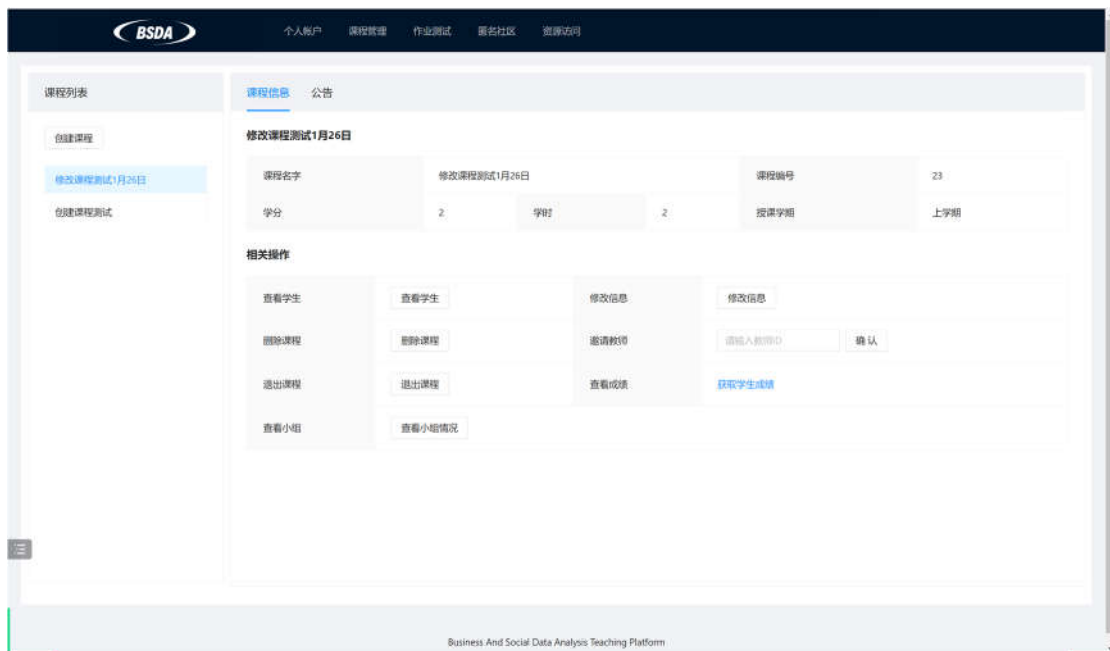 BSDA 个人帐户 课程管理 作业测试 匿名社区 资源访问
课程列表
创建课程
修改课程测试1月26日
创建课程测试
课程信息 公告
修改课程测试1月26日
课程名字 修改课程测试1月26日 课程编号 23
学分 2 学时 2 授课学期 上学期
相关操作
查看学生 查看学生 修改信息 修改信息
删除课程 删除课程 邀请教师 请输入教师ID 确 认
退出课程 退出课程 查看成绩 获取学生成绩
查看小组 查看小组情况
Business And Social Data Analysis Teaching Platform